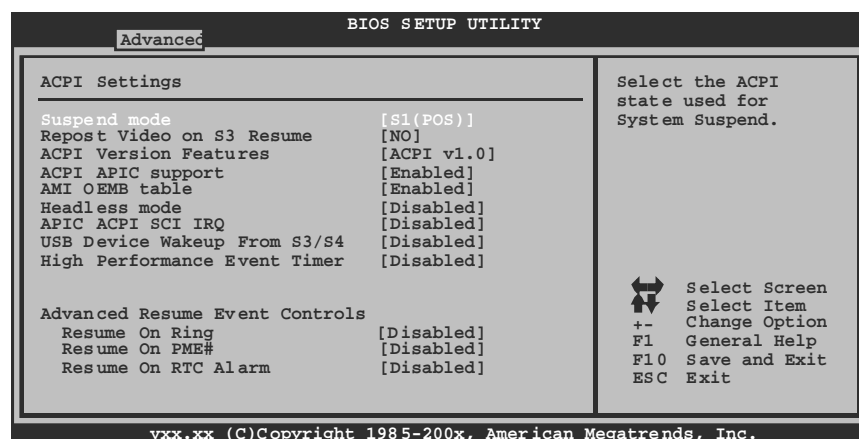 BIOS SETUP UTILITY
Advanced
ACPI Settings
Suspend mode [S1(POS)]
Repost Video on S3 Resume [NO]
ACPI Version Features [ACPI v1.0]
ACPI APIC support [Enabled]
AMI OEMB table [Enabled]
Headless mode [Disabled]
APIC ACPI SCI IRQ [Disabled]
USB Device Wakeup From S3/S4 [Disabled]
High Performance Event Timer [Disabled]
Advanced Resume Event Controls
Resume On Ring [Disabled]
Resume On PME# [Disabled]
Resume On RTC Alarm [Disabled]
Select the ACPI
state used for
System Suspend.
Select Screen
Select Item
+- Change Option
F1 General Help
F10 Save and Exit
ESC Exit
vxx.xx (C)Copyright 1985-200x, American Megatrends, Inc.